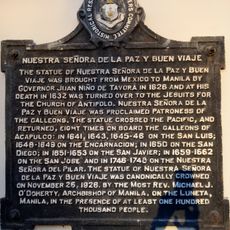 NUESTRA SEÑORA DE LA PAZ Y BUEN VIAJE
THE STATUE OF NUESTRA SEÑORA DE LA PAZ Y BUEN
VIAJE WAS BROUGHT FROM MEXICO TO MANILA BY
GOVERNOR JUAN NIÑO DE TAVORA IN 1626 AND AT HIS
DEATH IN 1632 WAS TURNED OVER TO THE JESUITS FOR
THE CHURCH OF ANTIPOLO. NUESTRA SEÑORA DE LA
PAZ Y BUEN VIAJE WAS PROCLAIMED PATRONESS OF
THE GALLEONS. THE STATUE CROSSED THE PACIFIC, AND
RETURNED, EIGHT TIMES ON BOARD THE GALLEONS OF
ACAPULCO: IN 1641, 1643, 1645-46 ON THE SAN LUIS;
1648-1649 ON THE ENCARNACION; IN 1650 ON THE SAN
DIEGO; IN 1651-1653 ON THE SAN JAVIER; IN 1659-1662
ON THE SAN JOSE AND IN 1746-1748 ON THE NUESTRA
SEÑORA DEL PILAR. THE STATUE OF NUESTRA SEÑORA
DE LA PAZ Y BUEN VIAJE WAS CANONICALLY CROWNED
ON NOVEMBER 28, 1926, BY THE MOST REV. MICHAEL J.
O'DOHERTY, ARCHBISHOP OF MANILA, ON THE LUNETA,
MANILA, IN THE PRESENCE OF AT LEAST ONE HUNDRED
THOUSAND PEOPLE.